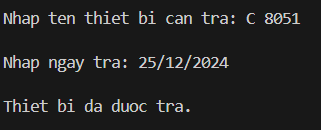 Nhap ten thiet bi can tra: C 8051
Nhap ngay tra: 25/12/2024
Thiet bi da duoc tra.